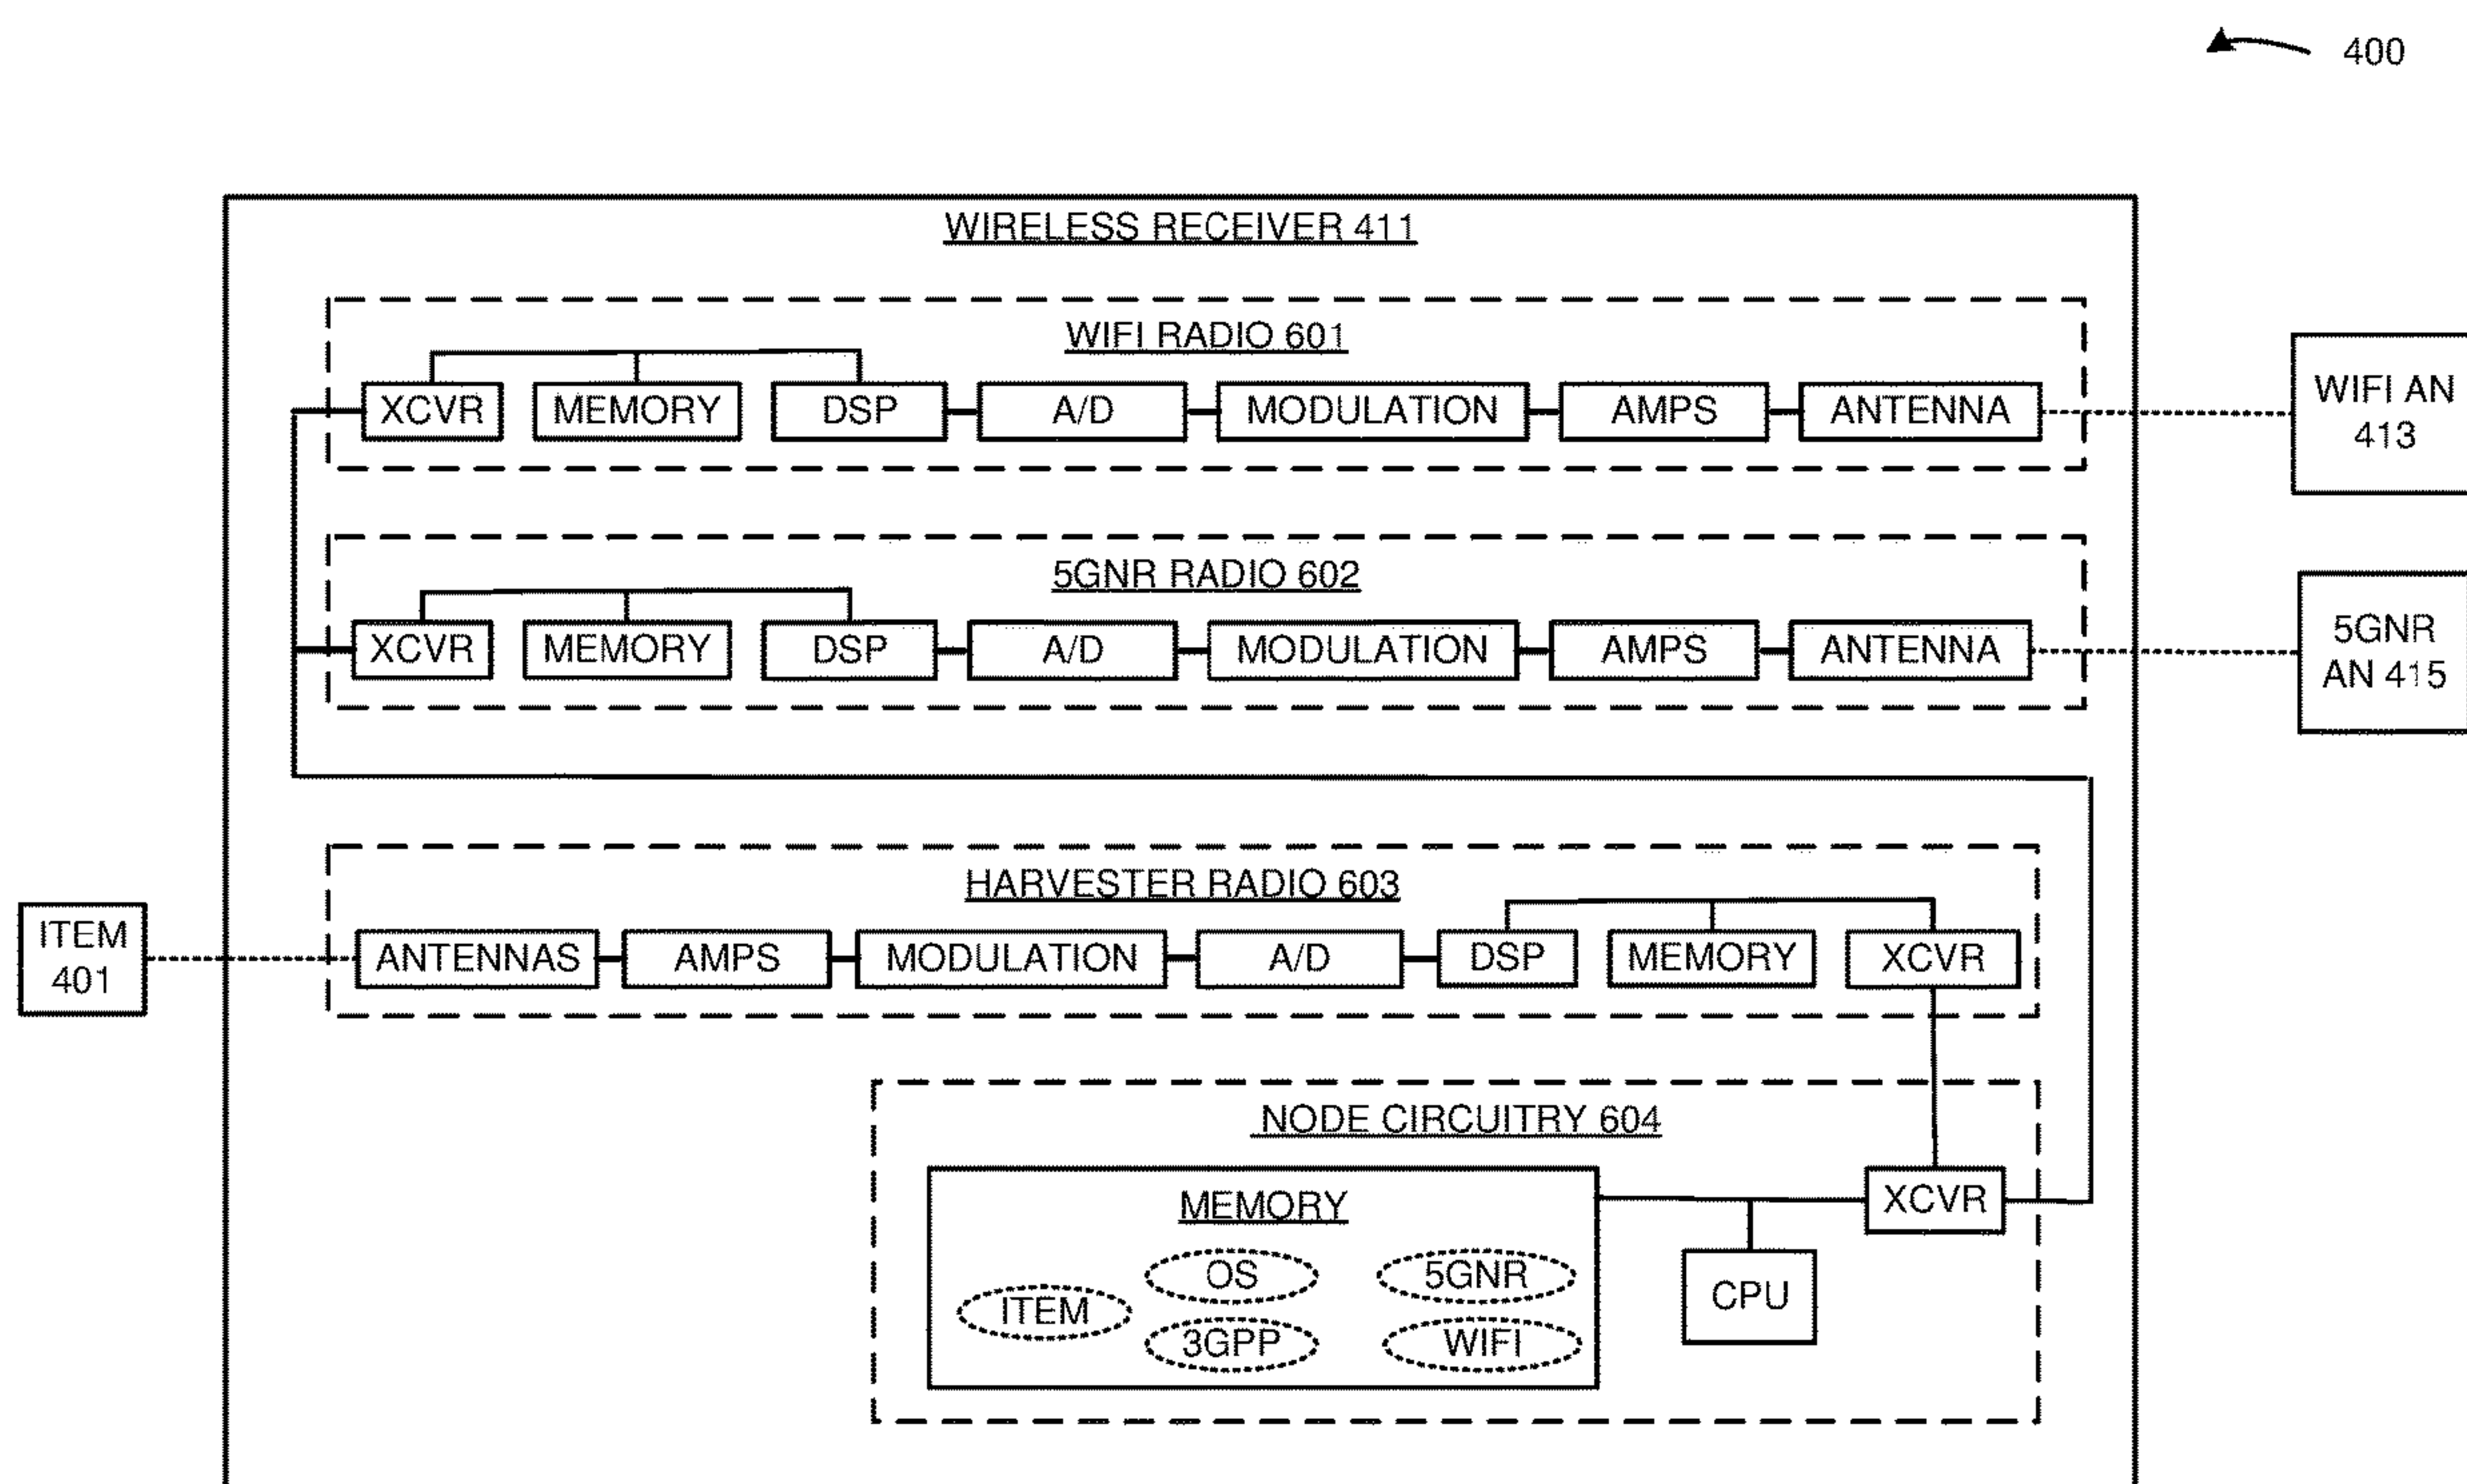 400
WIRELESS RECEIVER 411
WIFI RADIO 601
XCVR MEMORY DSP A/D MODULATION AMPS ANTENNA
WIFI AN
413
5GNR RADIO 602
XCVR MEMORY DSP A/D MODULATION AMPS ANTENNA
5GNR
AN 415
HARVESTER RADIO 603
ITEM
401
ANTENNAS AMPS MODULATION A/D DSP MEMORY XCVR
NODE CIRCUITRY 604
MEMORY
XCVR
OS 5GNR
ITEM
CPU
3GPP WIFI